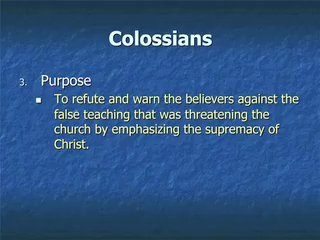 Colossians
3. Purpose
To refute and warn the believers against the
false teaching that was threatening the
church by emphasizing the supremacy of
Christ.